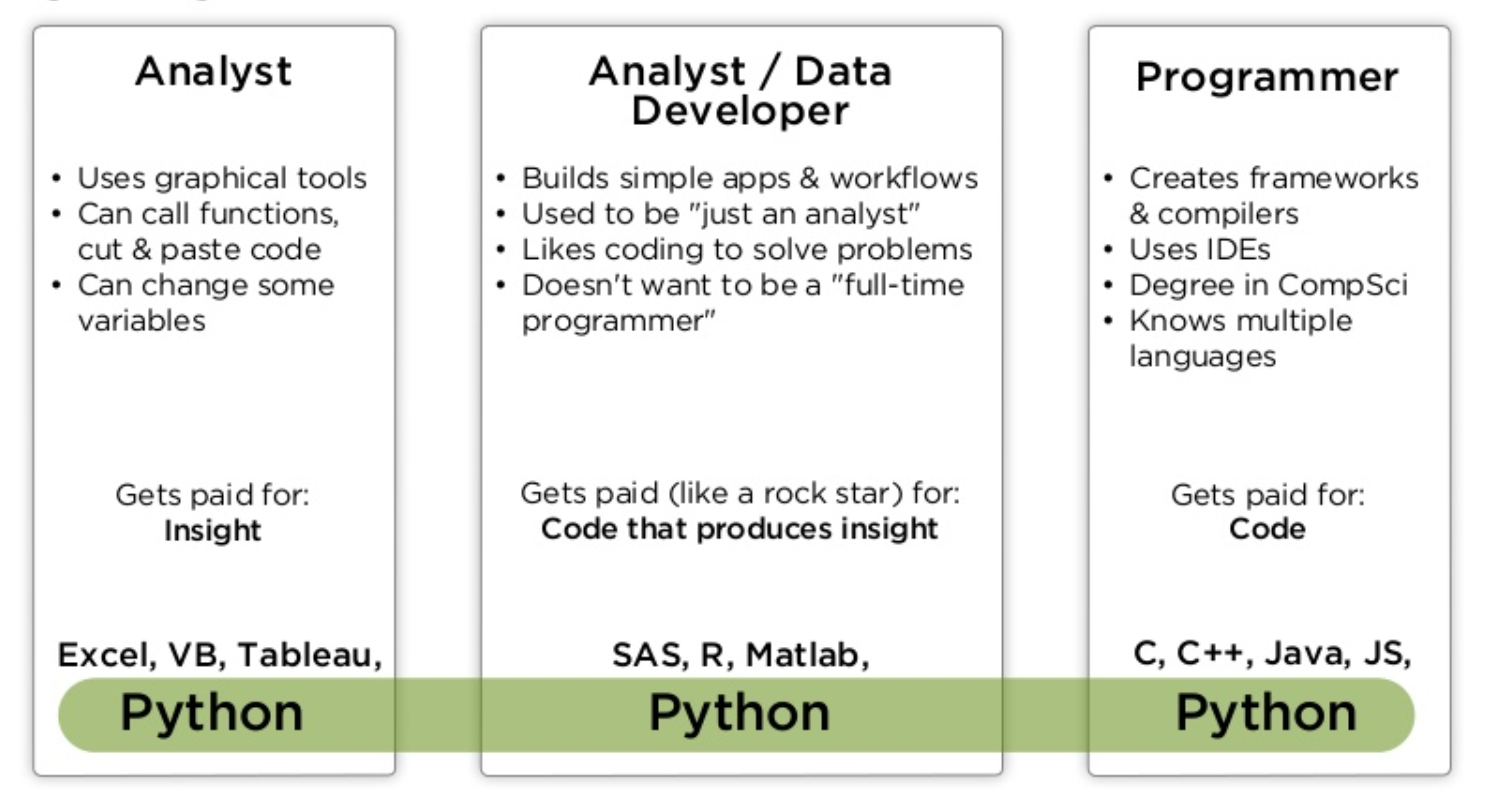 Analyst
• Uses graphical tools
• Can call functions,
cut & paste code
• Can change some
variables
Gets paid for:
Insight
Excel, VB, Tableau,
Python
Analyst / Data
Developer
• Builds simple apps & workflows
• Used to be "just an analyst"
• Likes coding to solve problems
• Doesn't want to be a "full-time
programmer"
Gets paid (like a rock star) for:
Code that produces insight
SAS, R, Matlab,
Python
Programmer
• Creates frameworks
& compilers
• Uses IDEs
• Degree in CompSci
• Knows multiple
languages
Gets paid for:
Code
C, C++, Java, JS,
Python